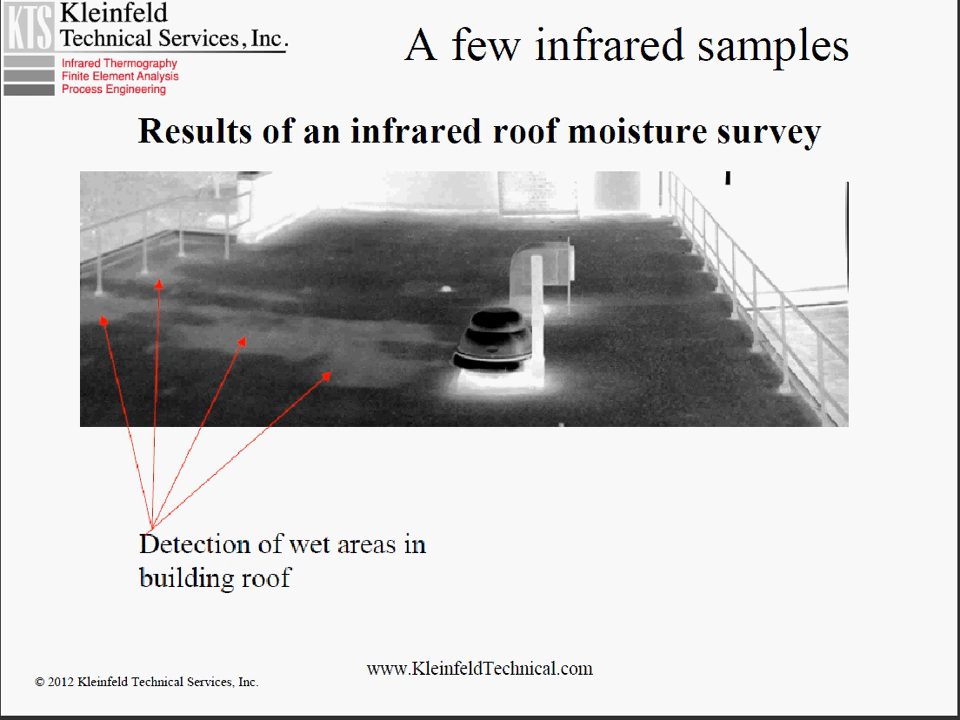 KTS
Kleinfeld
Technical Services, Inc.
Infrared Thermography
Finite Element Analysis
Process Engineering
A few infrared samples
Results of an infrared roof moisture survey
Detection of wet areas in
building roof
www.KleinfeldTechnical.com
© 2012 Kleinfeld Technical Services, Inc.